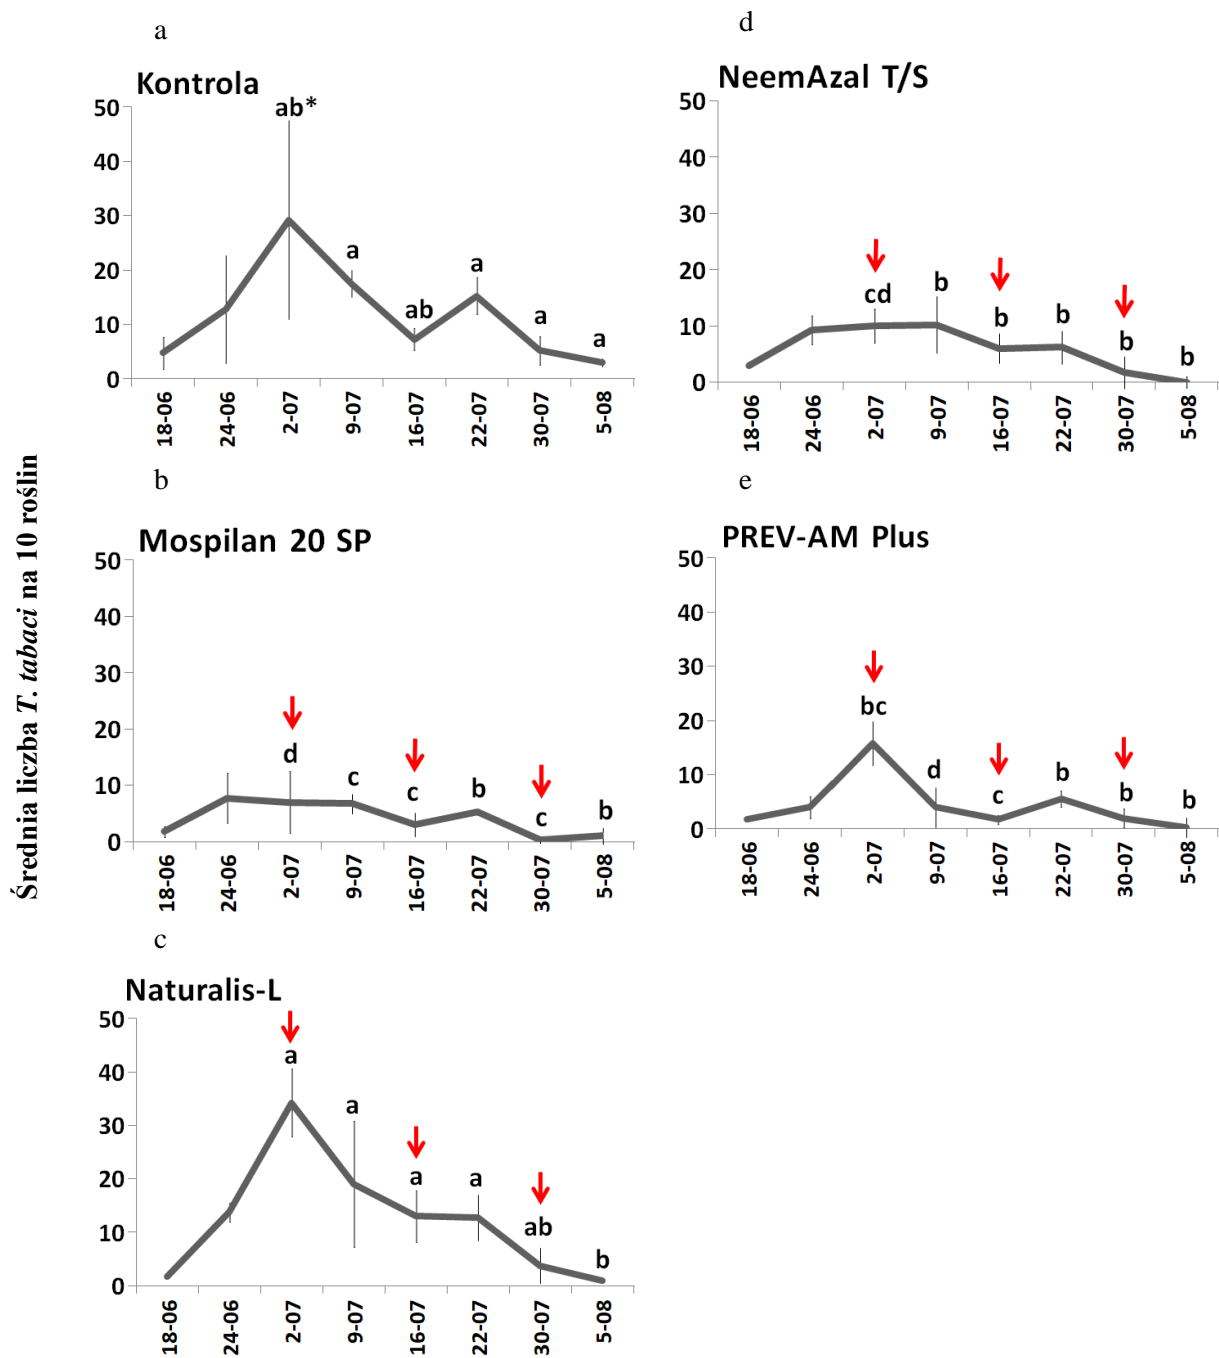 Średnia liczba T. tabaci na 10 roślin
a
Kontrola
50
40
30
20
10
0
ab*
a
ab
a
a
a
18-06
24-06
2-07
9-07
16-07
22-07
30-07
5-08
b
Mospilan 20 SP
50
40
30
20
10
0
d
c
c
b
c
b
18-06
24-06
2-07
9-07
16-07
22-07
30-07
5-08
c
Naturalis-L
50
40
30
20
10
0
a
a
a
a
ab
b
18-06
24-06
2-07
9-07
16-07
22-07
30-07
5-08
d
NeemAzal T/S
50
40
30
20
10
0
cd
b
b
b
b
b
18-06
24-06
2-07
9-07
16-07
22-07
30-07
5-08
e
PREV-AM Plus
50
40
30
20
10
0
bc
d
c
b
b
b
18-06
24-06
2-07
9-07
16-07
22-07
30-07
5-08